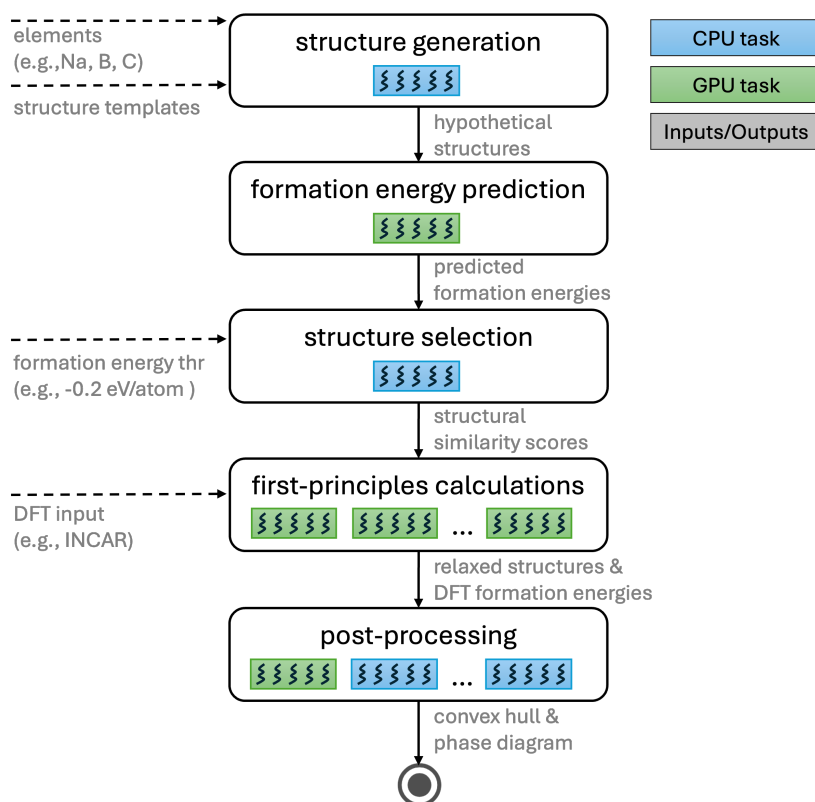 elements
(e.g.,Na, B, C)
structure templates
structure generation
CPU task
GPU task
Inputs/Outputs
hypothetical
structures
formation energy prediction
predicted
formation energies
formation energy thr
(e.g., -0.2 eV/atom )
structure selection
structural
similarity scores
DFT input
(e.g., INCAR)
first-principles calculations
...
relaxed structures &
DFT formation energies
post-processing
...
convex hull &
phase diagram